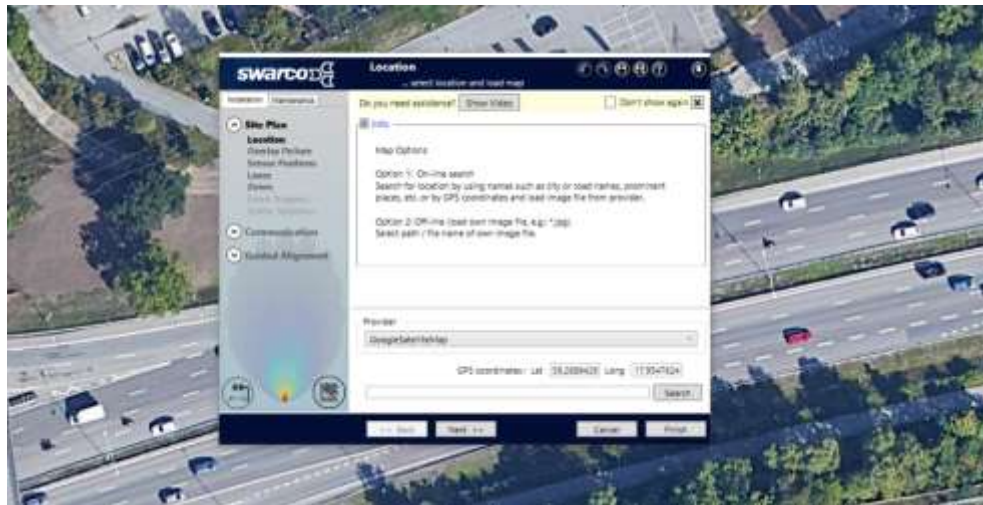 swarco
Location
... select location and load map
Installation Maintenance
Do you need assistance? Show Video Don't show again
Site Plan
Info
Location
Overlay Picture
Map Options
Sensor Positions
Lanes
Option 1: On-line search
Zones
Search for location by using names such as city or road names, prominent
places, etc. or by GPS coordinates and load image file from provider.
Option 2: Off-line (load own image file, e.g.: *.jpg)
Select path / file name of own image file.
Communication
Guided Alignment
Provider
GoogleSatelliteMap
GPS coordinates: Lat Long
Search
<< Back Next >> Cancel Finish